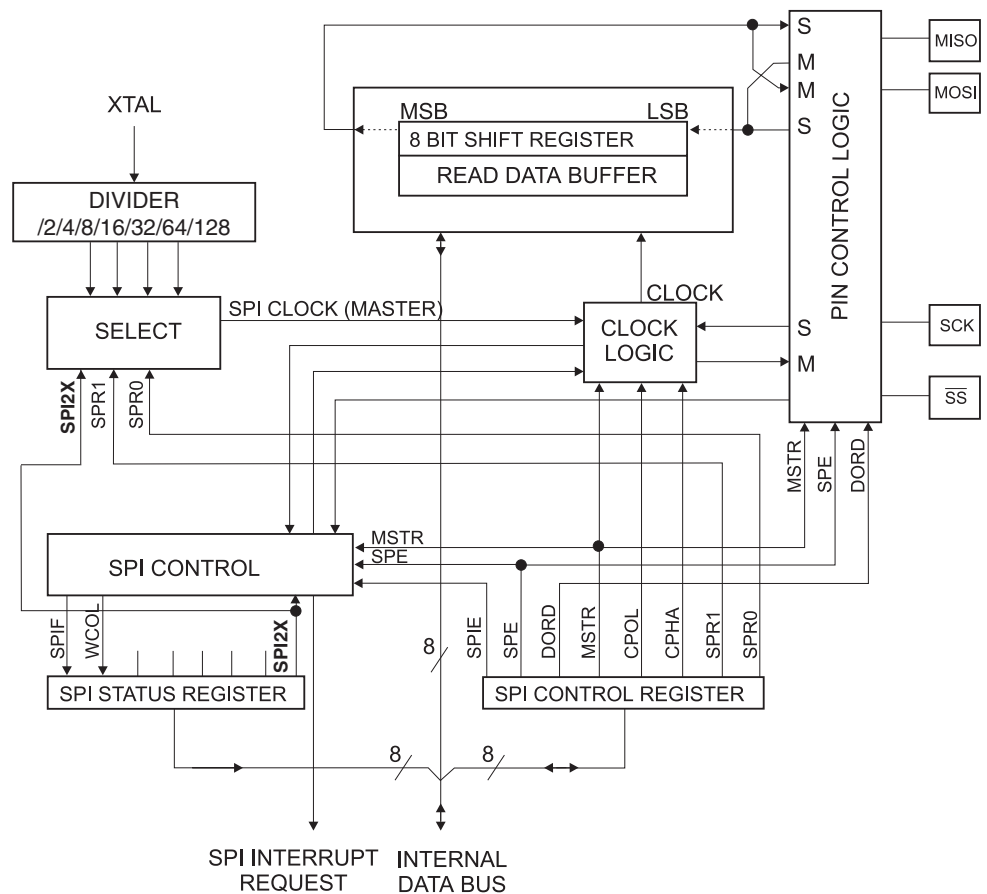 S
MISO
M
M
MOSI
XTAL
MSB
LSB
S
8 BIT SHIFT REGISTER
READ DATA BUFFER
PIN CONTROL LOGIC
DIVIDER
/2/4/8/16/32/64/128
SPI CLOCK (MASTER)
CLOCK
SELECT
CLOCK
LOGIC
S
M
SCK
SS
SPI2X
SPR1
SPR0
MSTR
SPE
DORD
MSTR
SPE
SPI CONTROL
SPIF
WCOL
SPI2X
8
SPIE
SPE
DORD
MSTR
CPOL
CPHA
SPR1
SPR0
SPI STATUS REGISTER
SPI CONTROL REGISTER
8
8
SPI INTERRUPT
REQUEST
INTERNAL
DATA BUS